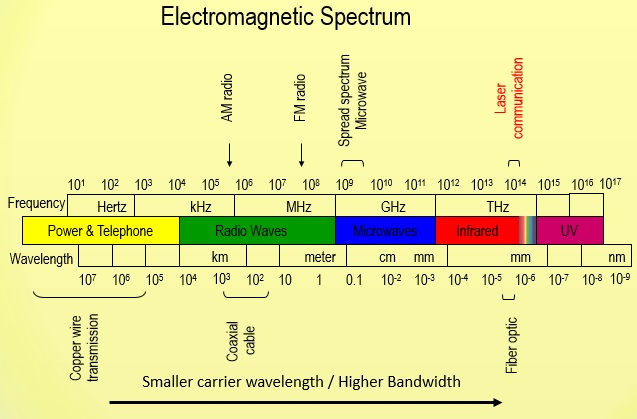 Electromagnetic Spectrum
AM radio
FM radio
Spread spectrum
Microwave
Laser
communication
10¹ 10² 10³ 10⁴ 10⁵ 10⁶ 10⁷ 10⁸ 10⁹ 10¹⁰ 10¹¹ 10¹² 10¹³ 10¹⁴ 10¹⁵ 10¹⁶ 10¹⁷
Frequency Hertz kHz MHz GHz THz
Power & Telephone Radio Waves Microwaves Infrared UV
Wavelength km meter cm mm mm nm
10⁷ 10⁶ 10⁵ 10⁴ 10³ 10² 10 1 0.1 10⁻² 10⁻³ 10⁻⁴ 10⁻⁵ 10⁻⁶ 10⁻⁷ 10⁻⁸ 10⁻⁹
Copper wire
transmission
Coaxial
cable
Fiber optic
Smaller carrier wavelength / Higher Bandwidth